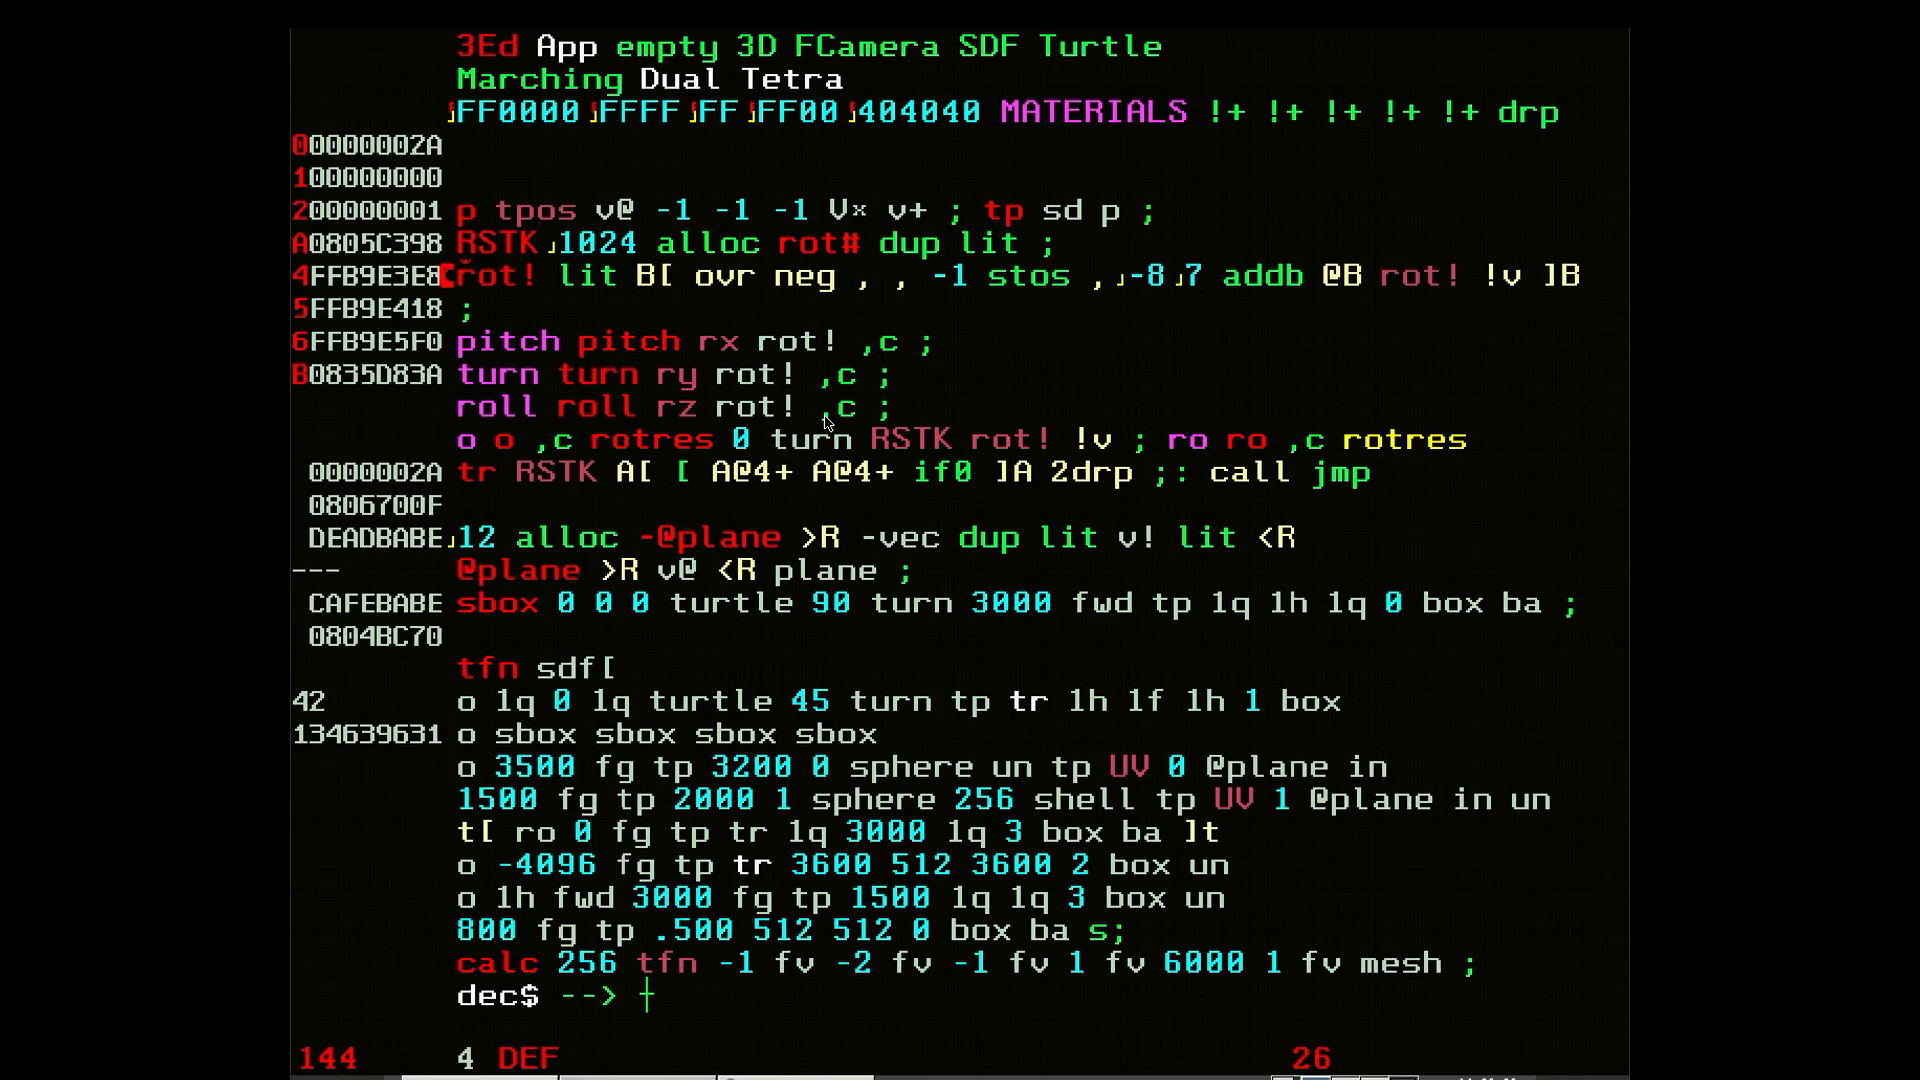 3Ed App empty 3D FCamera SDF Turtle
Marching Dual Tetra
FF0000 FFFF FF FF00 404040 MATERIALS !+ !+ !+ !+ !+ drp
00000002A
100000000
200000001 p tpos v@ -1 -1 -1 Vx v+ ; tp sd p ;
A0805C398 RSTK 1024 alloc rot# dup lit ;
4FFB9E3E8 rot! lit B[ ovr neg , , -1 stos , -8 7 addb @B rot! !v ]B
5FFB9E418 ;
6FFB9E5F0 pitch pitch rx rot! ,c ;
B0835D83A turn turn ry rot! ,c ;
roll roll rz rot! ,c ;
o o ,c rotres 0 turn RSTK rot! !v ; ro ro ,c rotres
0000002A tr RSTK A[ [ A@4+ A@4+ if0 ]A 2drp ;: call jmp
0806700F
DEADBABE 12 alloc -@plane >R -vec dup lit v! lit <R
--- @plane >R v@ <R plane ;
CAFEBABE sbox 0 0 0 turtle 90 turn 3000 fwd tp 1q 1h 1q 0 box ba ;
0804BC70
tfn sdf[
42 o 1q 0 1q turtle 45 turn tp tr 1h 1f 1h 1 box
134639631 o sbox sbox sbox sbox
o 3500 fg tp 3200 0 sphere un tp UV 0 @plane in
1500 fg tp 2000 1 sphere 256 shell tp UV 1 @plane in un
t[ ro 0 fg tp tr 1q 3000 1q 3 box ba ]t
o -4096 fg tp tr 3600 512 3600 2 box un
o 1h fwd 3000 fg tp 1500 1q 1q 3 box un
800 fg tp .500 512 512 0 box ba s;
calc 256 tfn -1 fv -2 fv -1 fv 1 fv 6000 1 fv mesh ;
dec$ -->
144 4 DEF 26